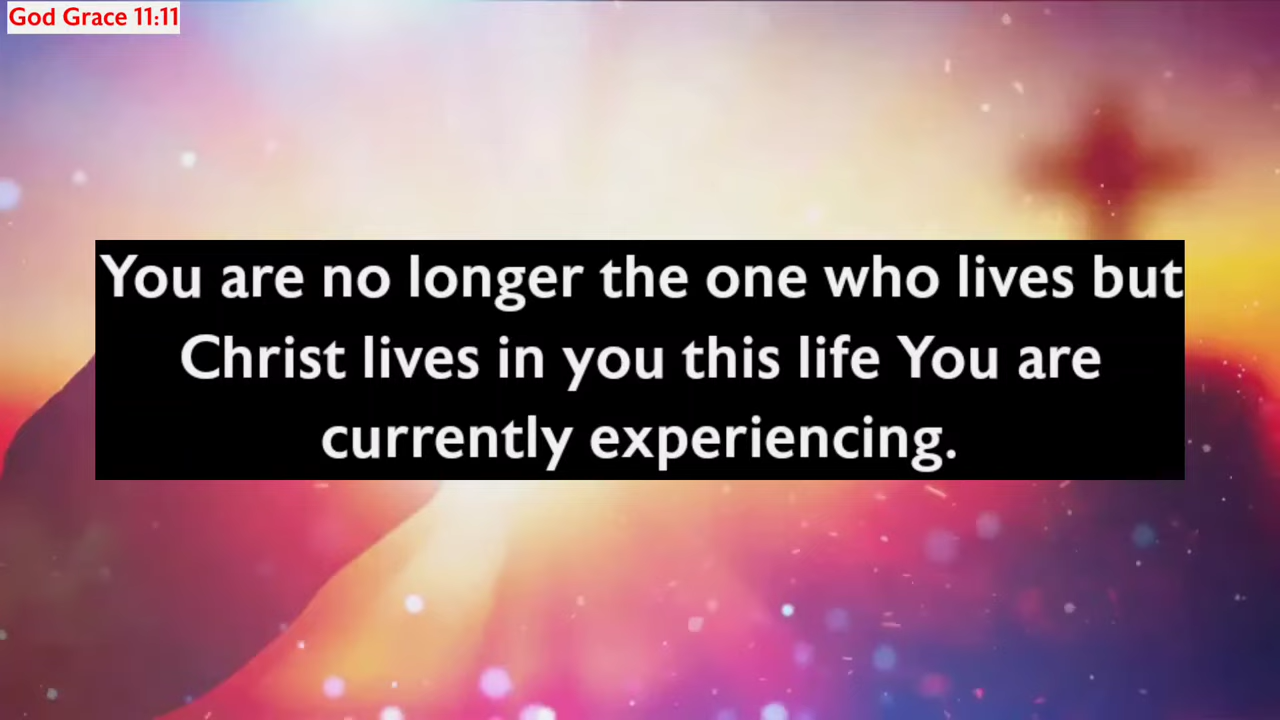 God Grace 11:11
You are no longer the one who lives but
Christ lives in you this life You are
currently experiencing.